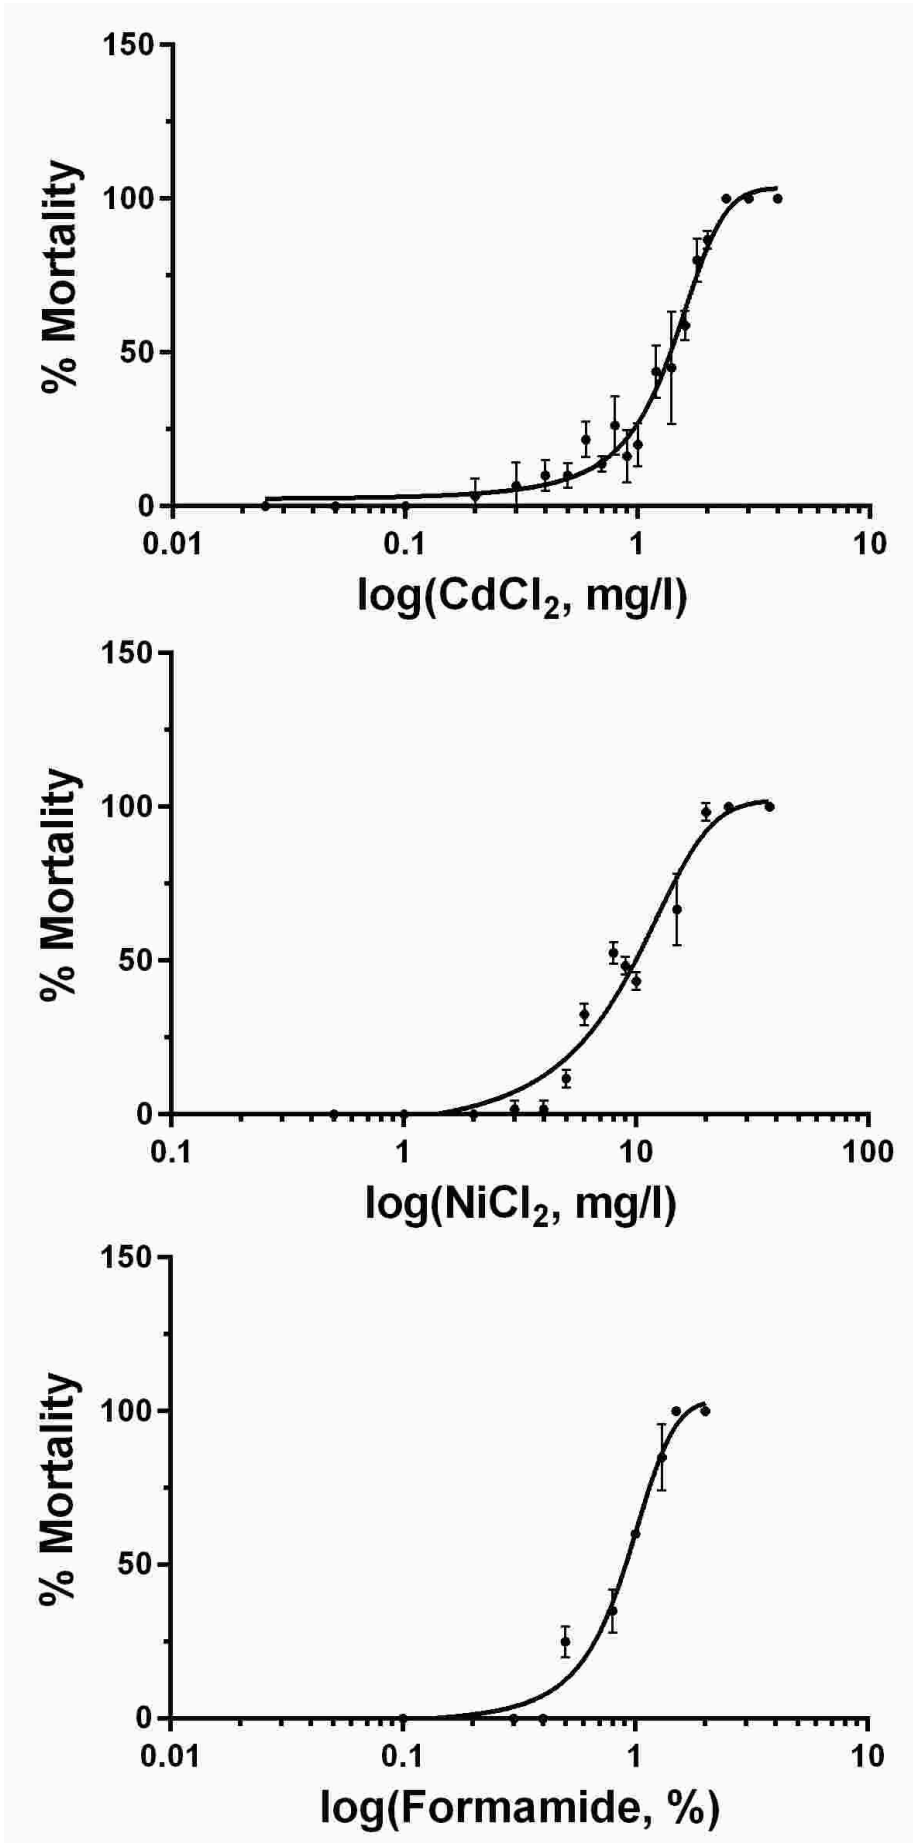 150
100
50
0
% Mortality
0.01 0.1 1 10
log(CdCl₂, mg/l)
150
100
50
0
% Mortality
0.1 1 10 100
log(NiCl₂, mg/l)
150
100
50
0
% Mortality
0.01 0.1 1 10
log(Formamide, %)